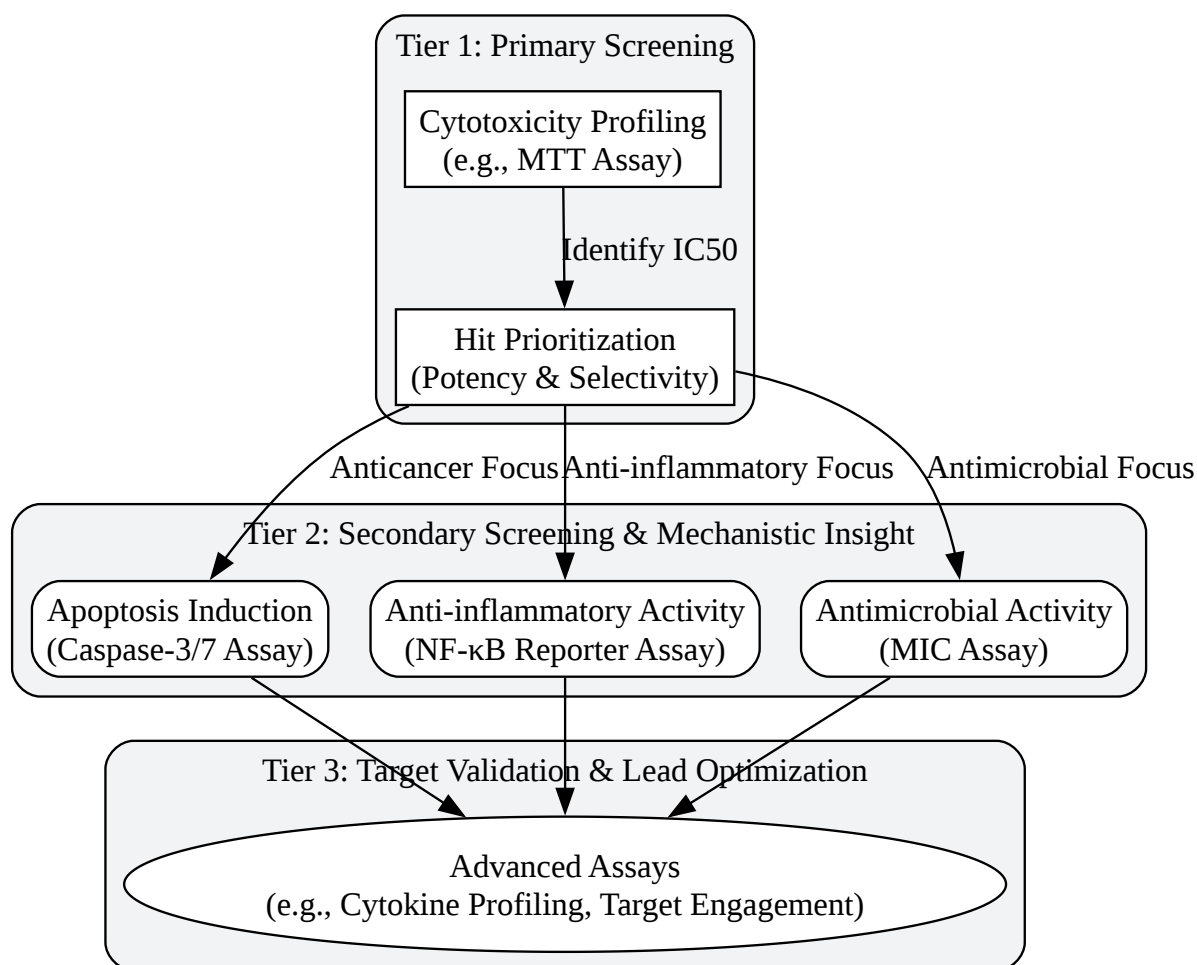 Tier 1: Primary Screening
Cytotoxicity Profiling
(e.g., MTT Assay)
Identify IC50
Hit Prioritization
(Potency & Selectivity)
Anticancer Focus
Anti-inflammatory Focus
Antimicrobial Focus
Tier 2: Secondary Screening & Mechanistic Insight
Apoptosis Induction
(Caspase-3/7 Assay)
Anti-inflammatory Activity
(NF-κB Reporter Assay)
Antimicrobial Activity
(MIC Assay)
Tier 3: Target Validation & Lead Optimization
Advanced Assays
(e.g., Cytokine Profiling, Target Engagement)